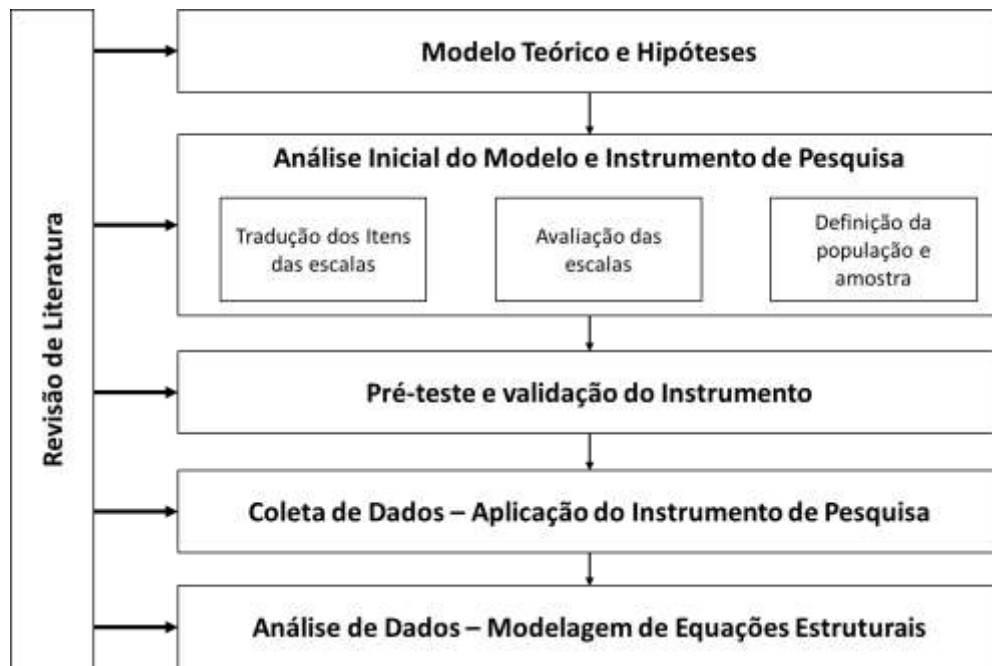 Revisão de Literatura
Modelo Teórico e Hipóteses
Análise Inicial do Modelo e Instrumento de Pesquisa
Tradução dos Itens
das escalas
Avaliação das
escalas
Definição da
população e
amostra
Pré-teste e validação do Instrumento
Coleta de Dados – Aplicação do Instrumento de Pesquisa
Análise de Dados – Modelagem de Equações Estruturais